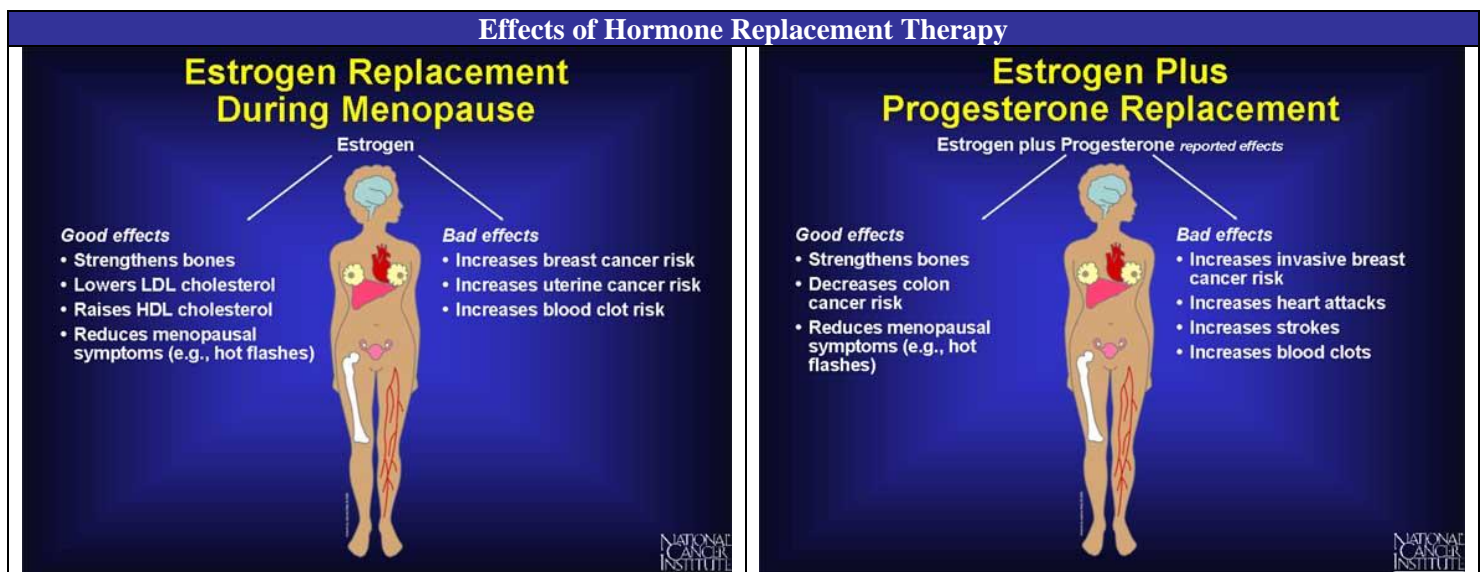 Effects of Hormone Replacement Therapy
Estrogen Replacement
During Menopause
Estrogen
Good effects
• Strengthens bones
• Lowers LDL cholesterol
• Raises HDL cholesterol
• Reduces menopausal
symptoms (e.g., hot flashes)
Bad effects
• Increases breast cancer risk
• Increases uterine cancer risk
• Increases blood clot risk
NATIONAL
CANCER
INSTITUTE
Estrogen Plus
Progesterone Replacement
Estrogen plus Progesterone reported effects
Good effects
• Strengthens bones
• Decreases colon
cancer risk
• Reduces menopausal
symptoms (e.g., hot
flashes)
Bad effects
• Increases invasive breast
cancer risk
• Increases heart attacks
• Increases strokes
• Increases blood clots
NATIONAL
CANCER
INSTITUTE